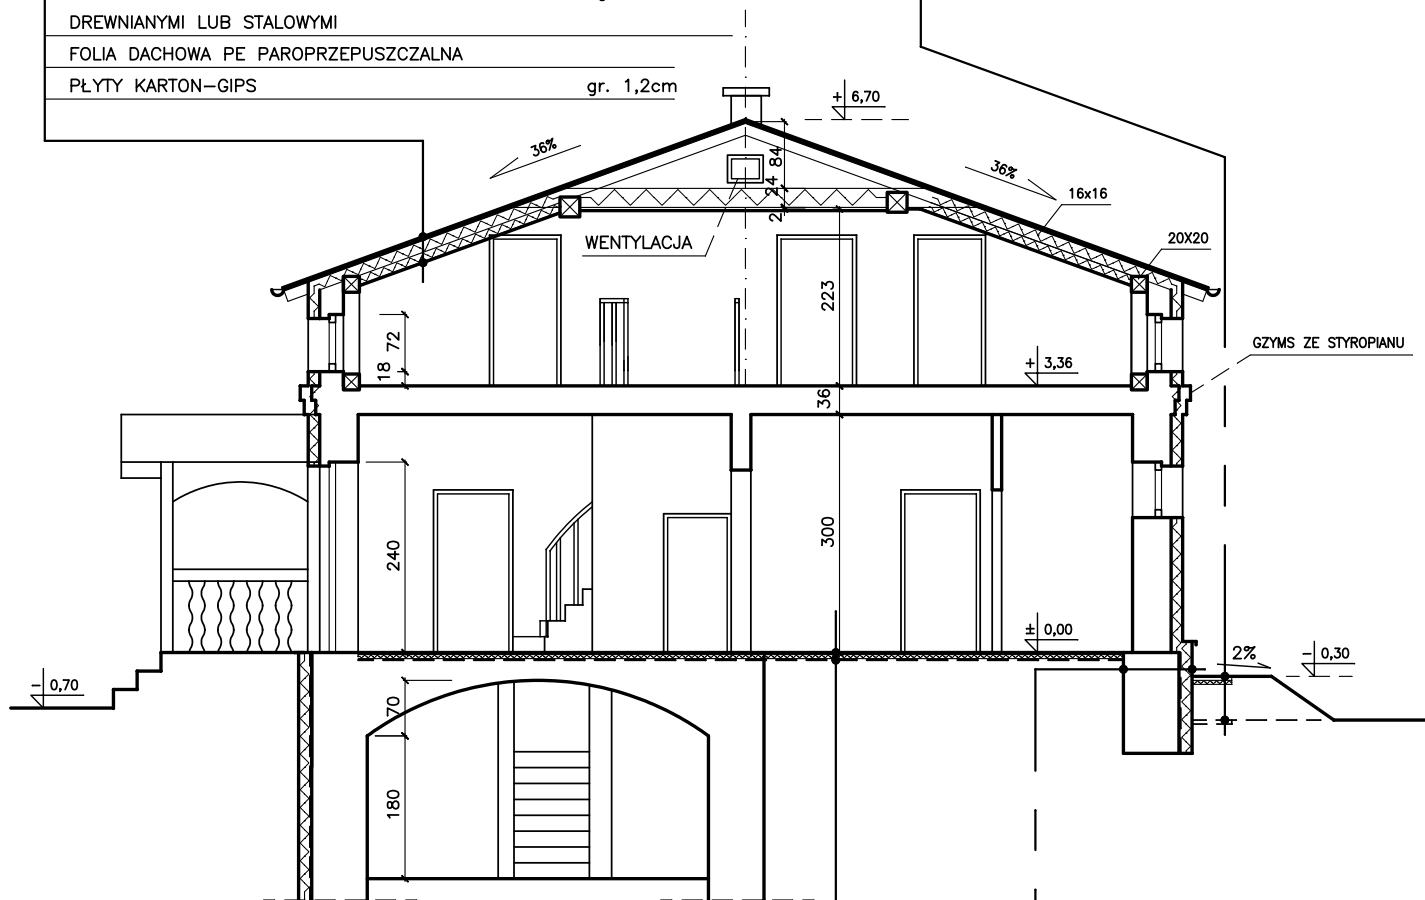 DREWNIANYMI LUB STALOWYMI
FOLIA DACHOWA PE PAROPRZEPUSZCZALNA
PŁYTY KARTON-GIPS gr. 1,2cm
+ 6,70
36%
84
36%
24
16x16
2
WENTYLACJA
20X20
223
72
GZYMS ZE STYROPIANU
18
+ 3,36
36
300
240
± 0,00
2%
- 0,30
- 0,70
70
180